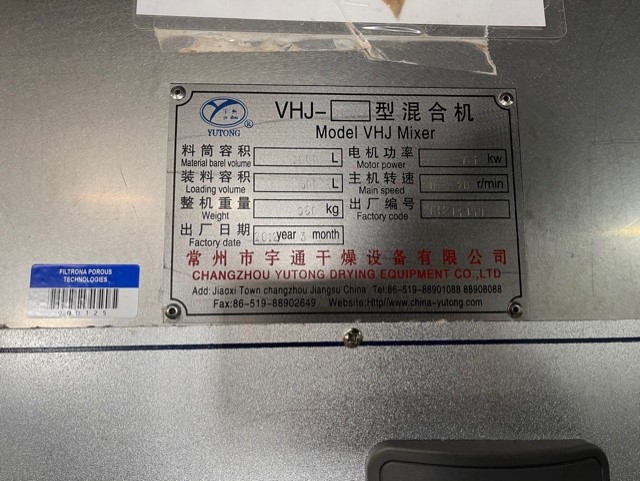 YUTONG ®
VHJ- 型混合机
Model VHJ Mixer
料筒容积 L
Material barel volume
电机功率 kw
Motor power
装料容积 L
Loading volume
主机转速 r/min
Main speed
整机重量 kg
Weight
出厂编号
Factory code
出厂日期 year 3 month
Factory date
常州市宇通干燥设备有限公司
CHANGZHOU YUTONG DRYING EQUIPMENT CO.,LTD
Add: Jiaoxi Town changzhou Jiangsu China Tel:86-519-88901088 88908088
Fax:86-519-88902649 Website:Http//www.china-yutong.com
FILTRONA POROUS
TECHNOLOGIES